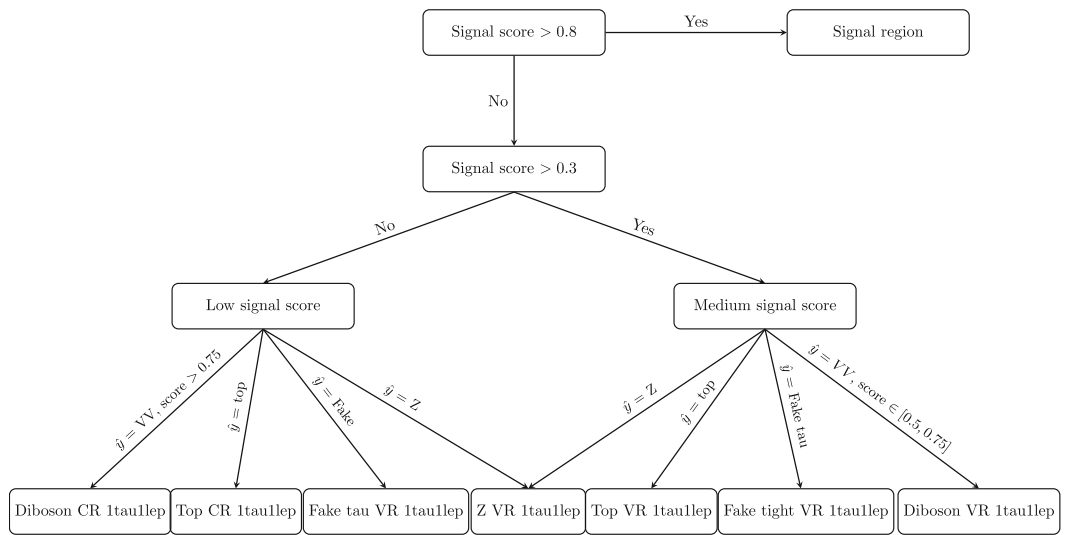 Signal score > 0.8
Yes
Signal region
No
Signal score > 0.3
No
Yes
Low signal score
Medium signal score
ŷ = VV, score > 0.75
ŷ = top
ŷ = Fake
ŷ = Z
ŷ = Z
ŷ = top
ŷ = Fake tau
ŷ = VV, score ∈ [0.5, 0.75]
Diboson CR 1tau1lep
Top CR 1tau1lep
Fake tau VR 1tau1lep
Z VR 1tau1lep
Top VR 1tau1lep
Fake tight VR 1tau1lep
Diboson VR 1tau1lep